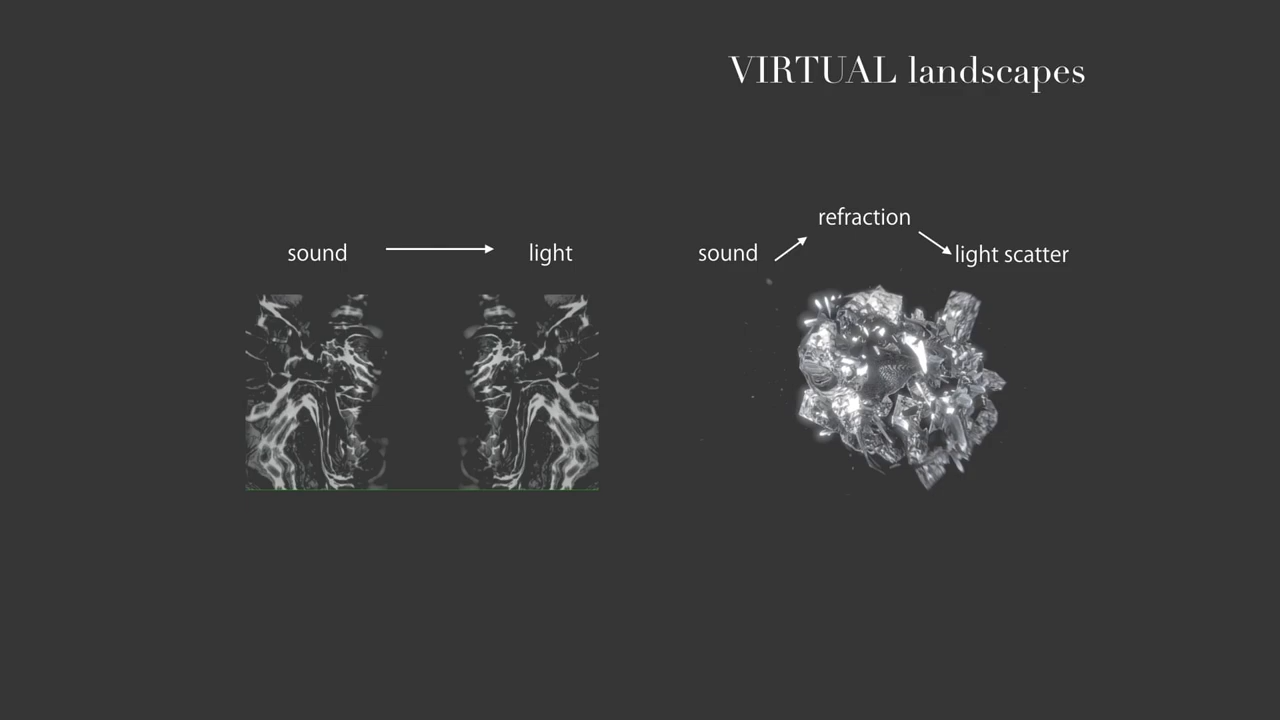 VIRTUAL landscapes
sound
light
sound
refraction
light scatter